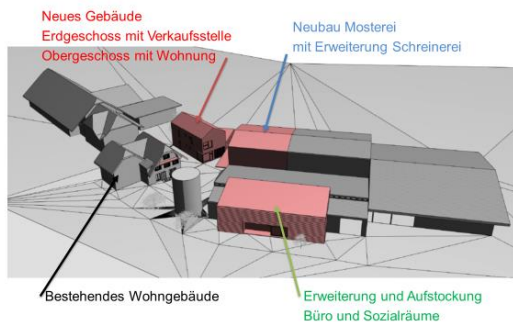 Neues Gebäude
Erdgeschoss mit Verkaufsstelle
Obergeschoss mit Wohnung
Neubau Mosterei
mit Erweiterung Schreinerei
Bestehendes Wohngebäude
Erweiterung und Aufstockung
Büro und Sozialräume